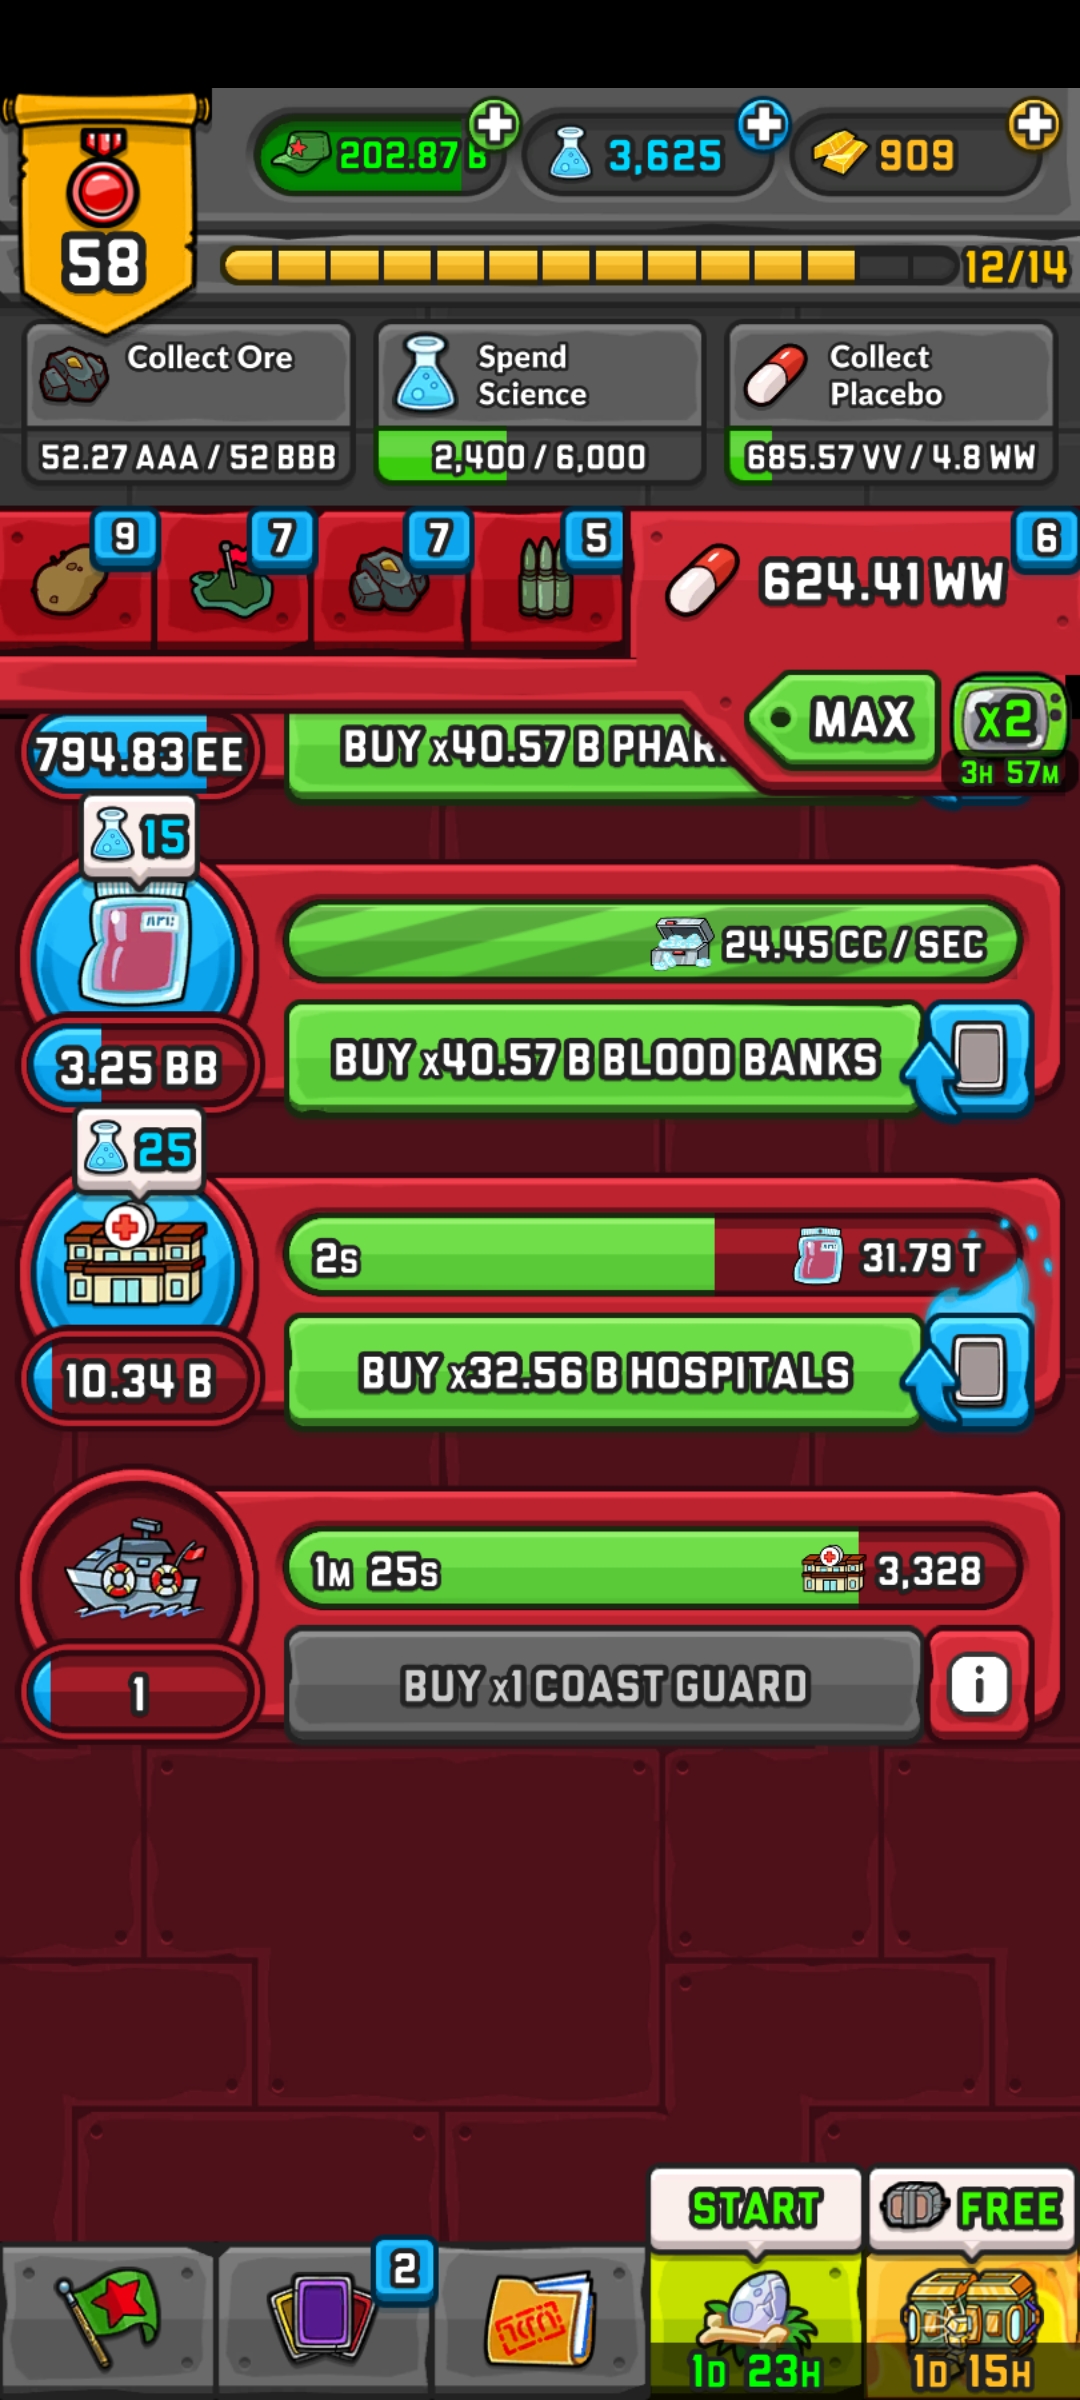 58
202.87 B
3,625
909
12/14
Collect Ore
52.27 AAA / 52 BBB
Spend
Science
2,400 / 6,000
Collect
Placebo
685.57 VV / 4.8 WW
9
7
7
5
6
624.41 WW
MAX
x2
3H 57M
794.83 EE
BUY x40.57 B PHAR
15
24.45 CC / SEC
3.25 BB
BUY x40.57 B BLOOD BANKS
25
2s
31.79 T
10.34 B
BUY x32.56 B HOSPITALS
1M 25s
3,328
1
BUY x1 COAST GUARD
i
START
FREE
2
1D 23H
1D 15H